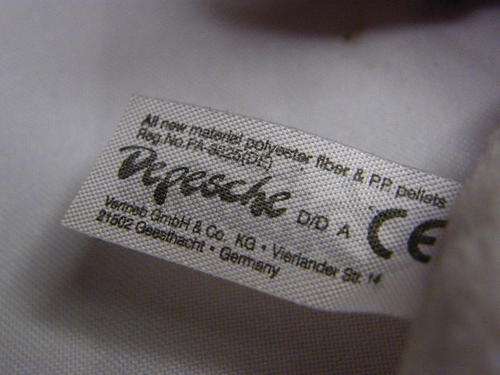 All new material polyester fiber & P.P. pellets
Reg.No.PA-3325(DE)
Depesche D/D A CE
Vertrieb GmbH & Co. KG • Vierlander Str. 14
21502 Geesthacht • Germany